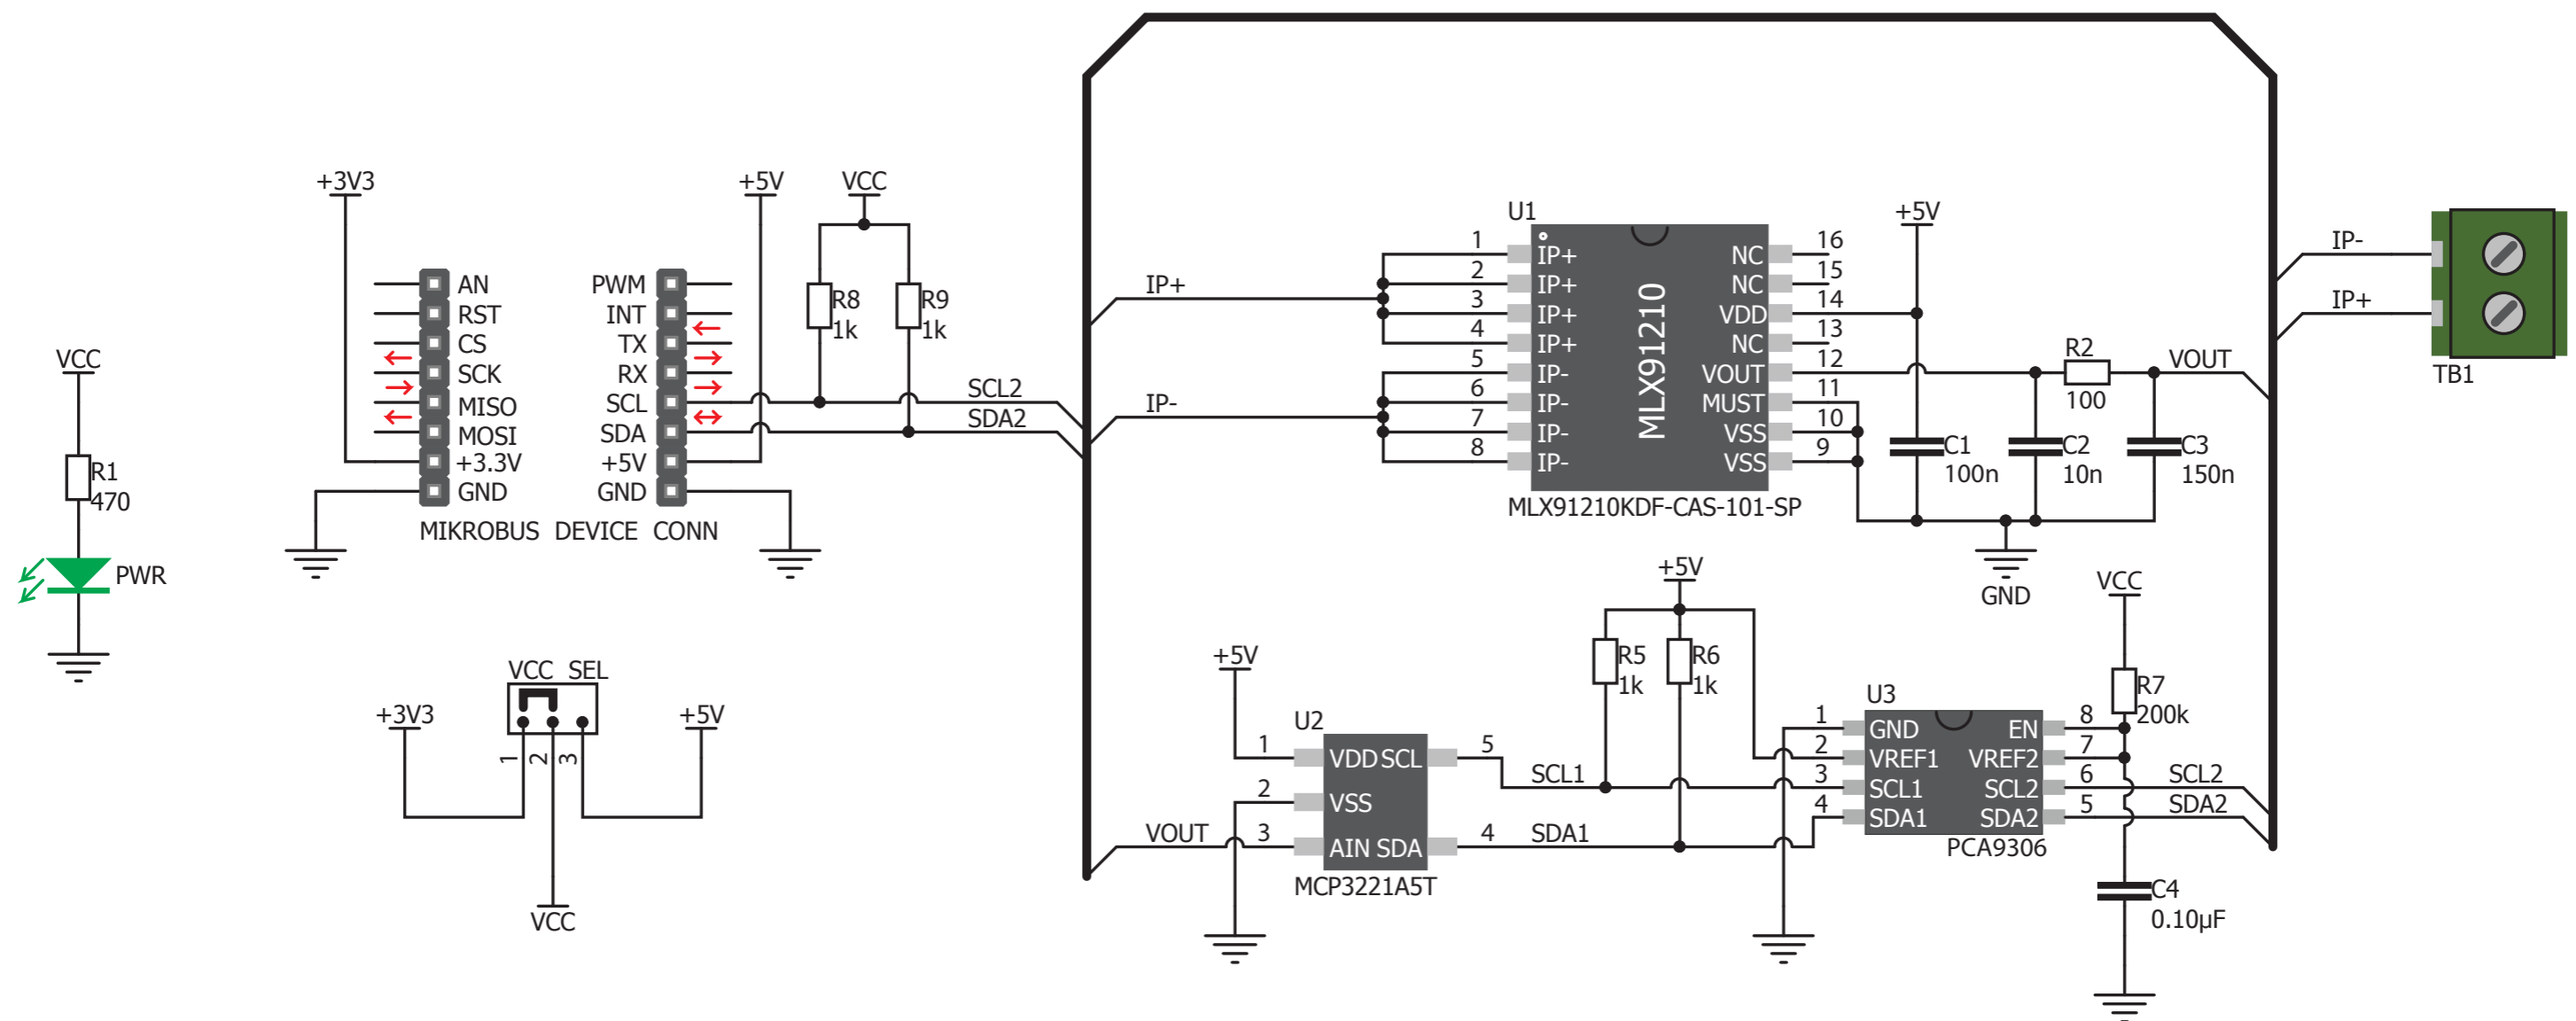 +3V3
+5V
VCC
R8
1k
R9
1k
AN
RST
CS
SCK
MISO
MOSI
+3.3V
GND
PWM
INT
TX
RX
SCL
SDA
+5V
GND
MIKROBUS DEVICE CONN
SCL2
SDA2
VCC
R1
470
PWR
VCC SEL
+3V3
+5V
1
2
3
VCC
IP+
IP-
U1
1
2
3
4
5
6
7
8
IP+
IP+
IP+
IP+
IP-
IP-
IP-
IP-
MLX91210
NC
NC
VDD
NC
VOUT
MUST
VSS
VSS
16
15
14
13
12
11
10
9
MLX91210KDF-CAS-101-SP
+5V
R2
100
VOUT
C1
100n
C2
10n
C3
150n
GND
IP-
IP+
TB1
+5V
U2
1
2
3
VDD SCL
VSS
AIN SDA
5
4
MCP3221A5T
VOUT
SCL1
SDA1
+5V
R5
1k
R6
1k
U3
1
2
3
4
GND
VREF1
SCL1
SDA1
EN
VREF2
SCL2
SDA2
8
7
6
5
PCA9306
VCC
R7
200k
SCL2
SDA2
C4
0.10µF